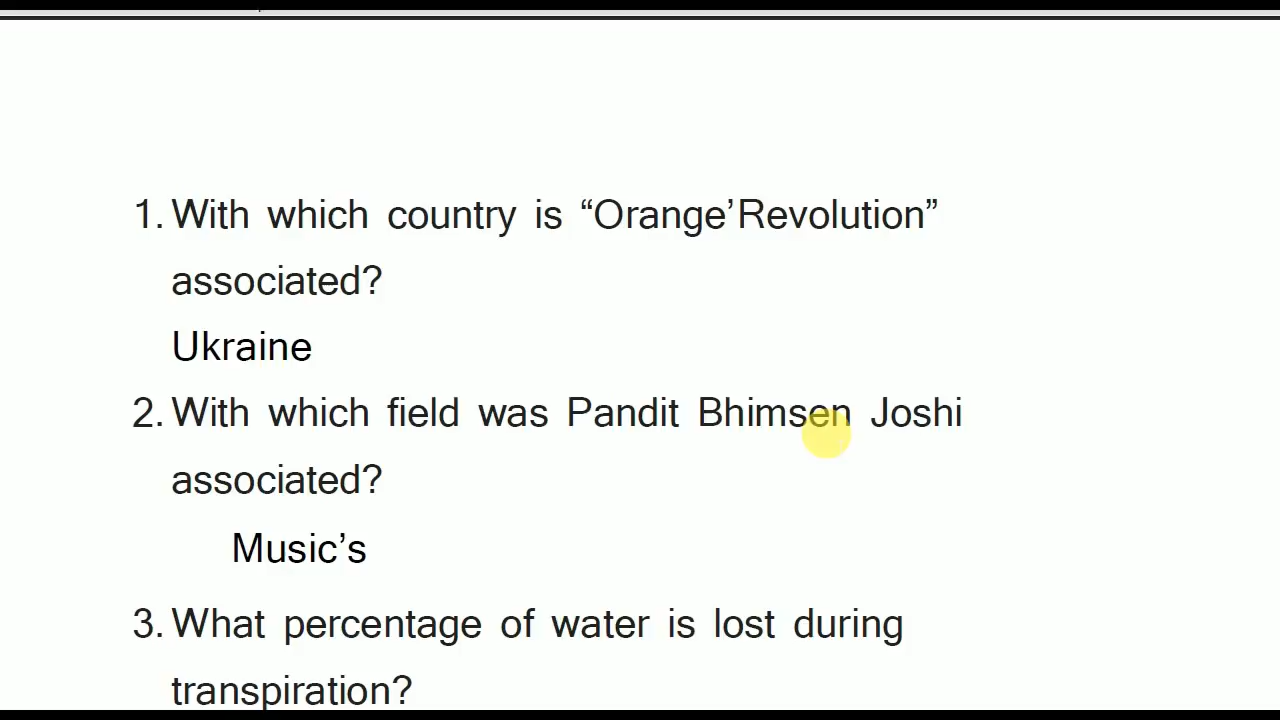 1. With which country is “Orange’Revolution”
associated?
Ukraine
2. With which field was Pandit Bhimsen Joshi
associated?
Music’s
3. What percentage of water is lost during
transpiration?